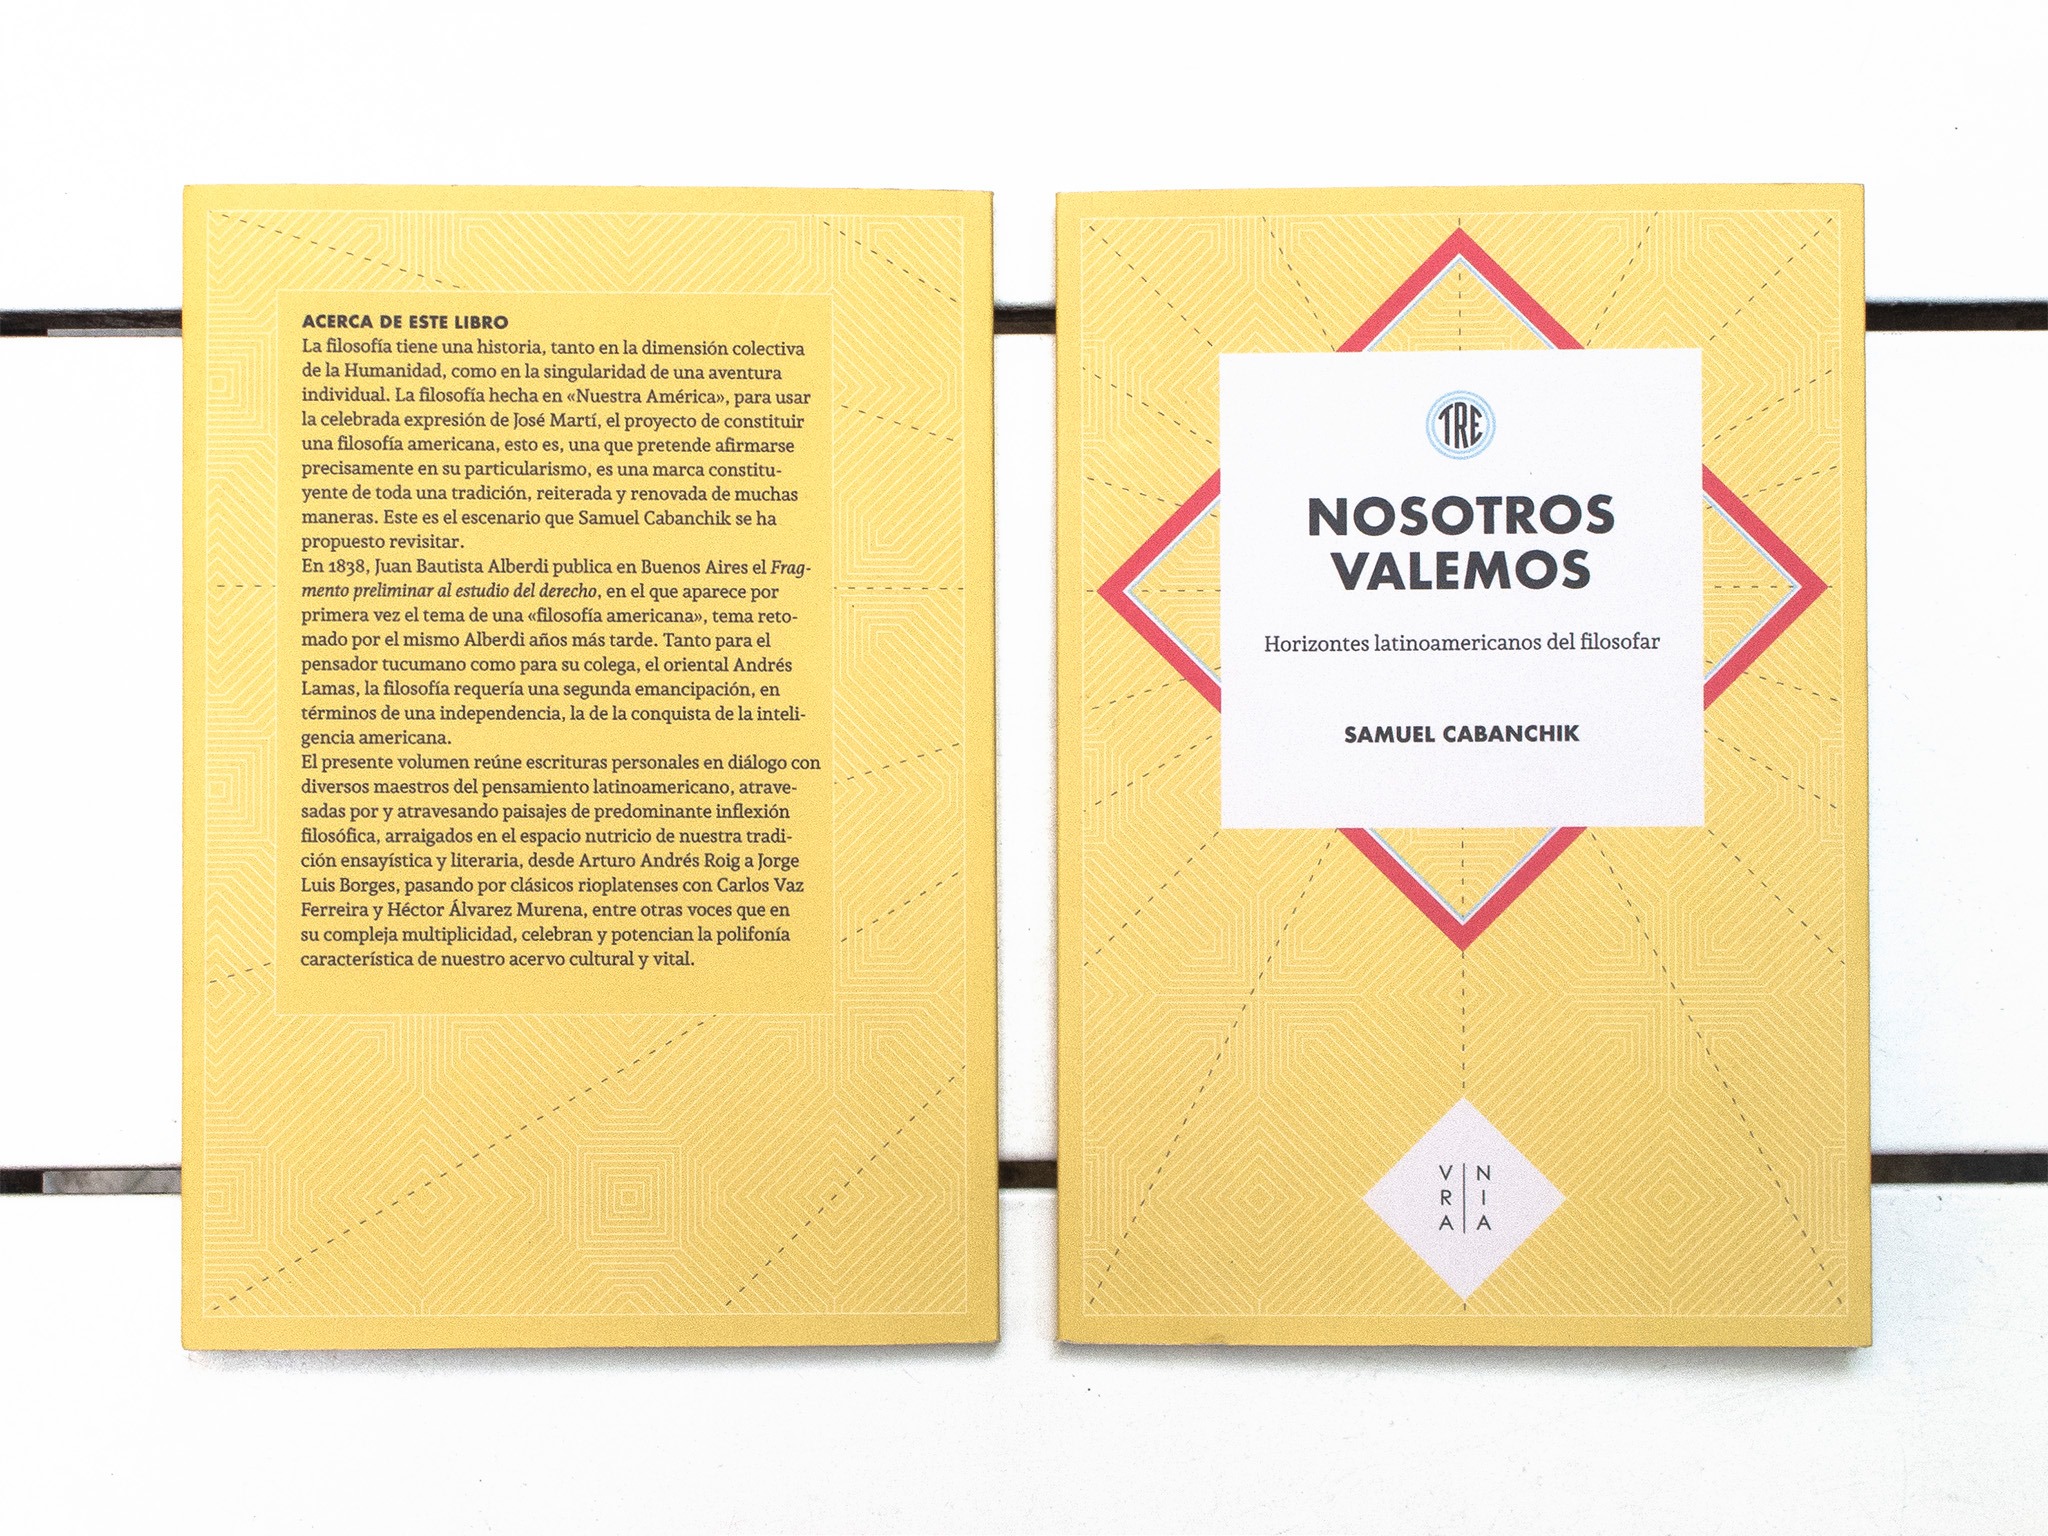 ACERCA DE ESTE LIBRO
La filosofía tiene una historia, tanto en la dimensión colectiva
de la Humanidad, como en la singularidad de una aventura
individual. La filosofía hecha en «Nuestra América», para usar
la celebrada expresión de José Martí, el proyecto de constituir
una filosofía americana, esto es, una que pretende afirmarse
precisamente en su particularismo, es una marca constitu-
yente de toda una tradición, reiterada y renovada de muchas
maneras. Este es el escenario que Samuel Cabanchik se ha
propuesto revisitar.
En 1838, Juan Bautista Alberdi publica en Buenos Aires el Frag-
mento preliminar al estudio del derecho, en el que aparece por
primera vez el tema de una «filosofía americana», tema reto-
mado por el mismo Alberdi años más tarde. Tanto para el
pensador tucumano como para su colega, el oriental Andrés
Lamas, la filosofía requería una segunda emancipación, en
términos de una independencia, la de la conquista de la inteli-
gencia americana.
El presente volumen reúne escrituras personales en diálogo con
diversos maestros del pensamiento latinoamericano, atrave-
sadas por y atravesando paisajes de predominante inflexión
filosófica, arraigados en el espacio nutricio de nuestra tradi-
ción ensayística y literaria, desde Arturo Andrés Roig a Jorge
Luis Borges, pasando por clásicos rioplatenses con Carlos Vaz
Ferreira y Héctor Álvarez Murena, entre otras voces que en
su compleja multiplicidad, celebran y potencian la polifonía
característica de nuestro acervo cultural y vital.
TRE
NOSOTROS
VALEMOS
Horizontes latinoamericanos del filosofar
SAMUEL CABANCHIK
V N
R I
A A